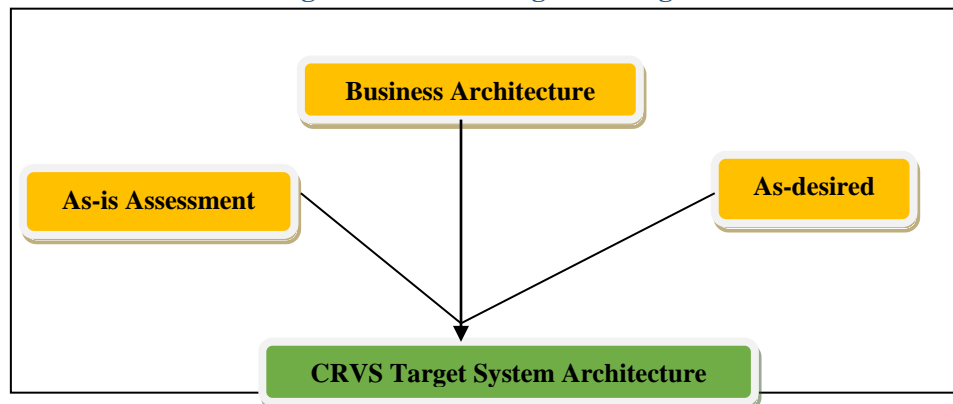 Business Architecture
As-is Assessment
As-desired
CRVS Target System Architecture